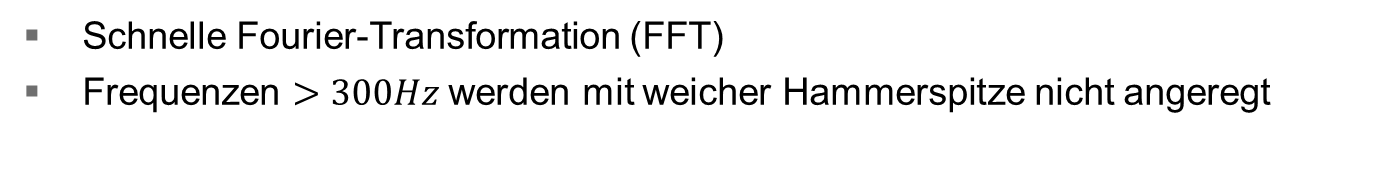 ▪ Schnelle Fourier-Transformation (FFT)
▪ Frequenzen > 300Hz werden mit weicher Hammerspitze nicht angeregt